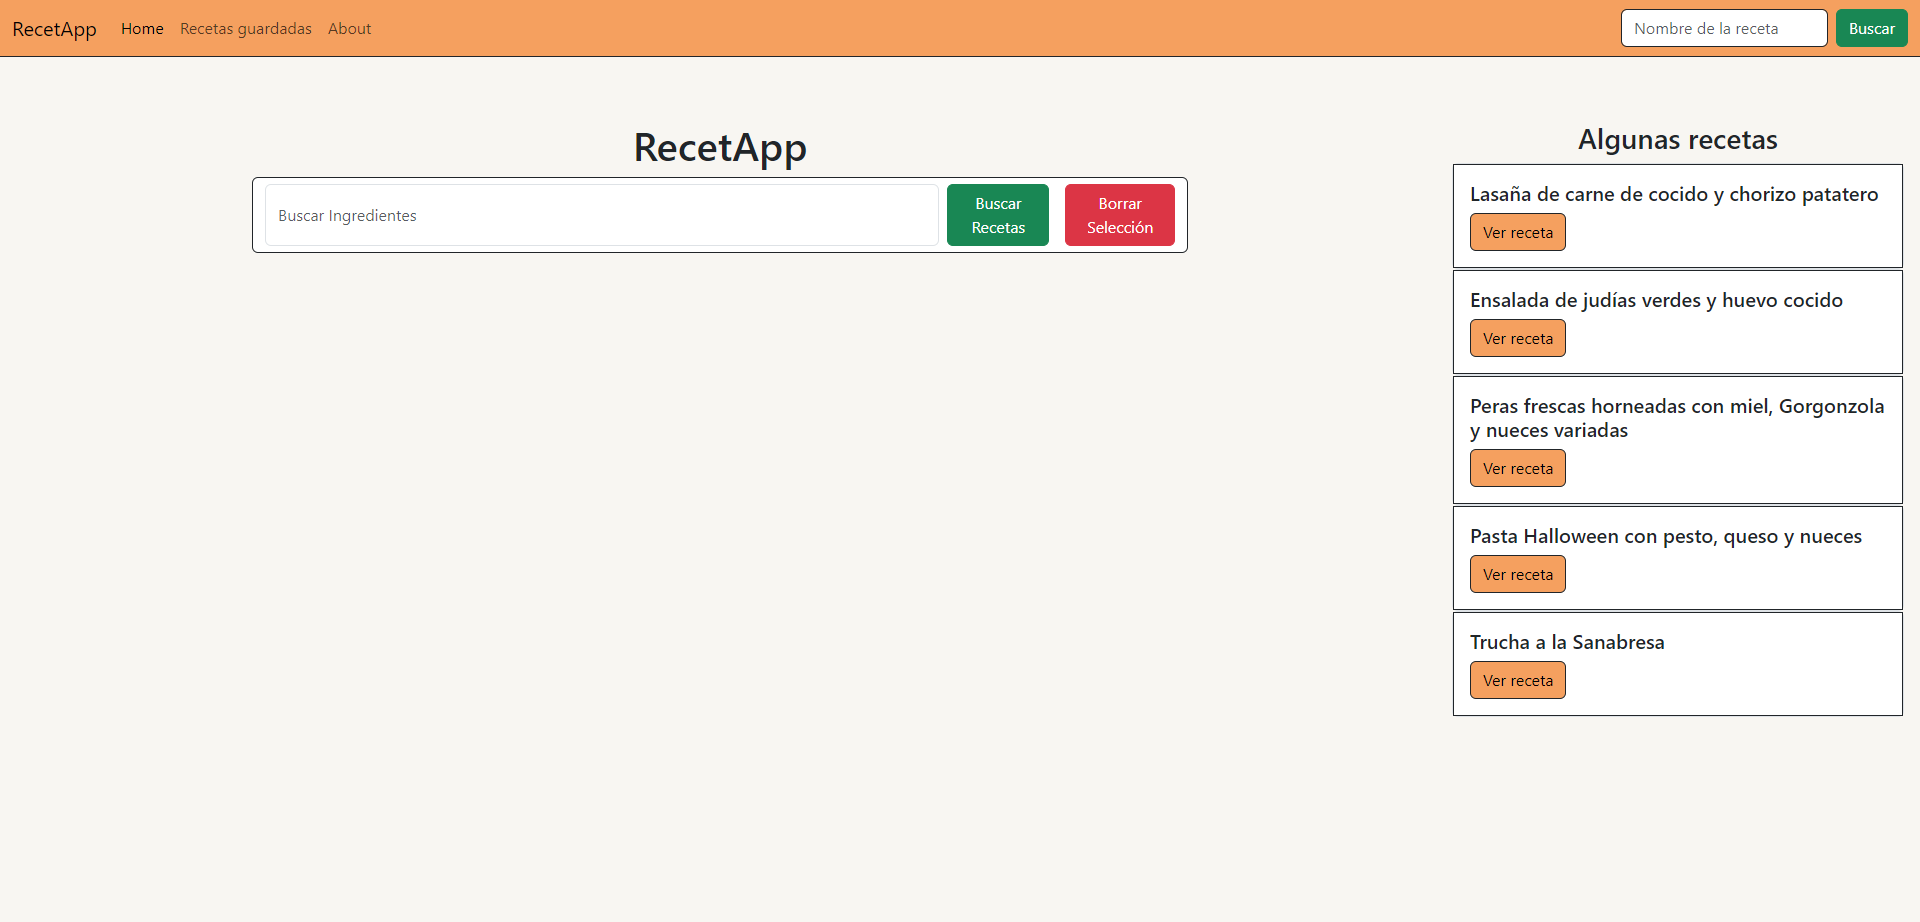 RecetApp
Home
Recetas guardadas
About
Nombre de la receta
Buscar
RecetApp
Buscar Ingredientes
Buscar
Recetas
Borrar
Selección
Algunas recetas
Lasaña de carne de cocido y chorizo patatero
Ver receta
Ensalada de judías verdes y huevo cocido
Ver receta
Peras frescas horneadas con miel, Gorgonzola
y nueces variadas
Ver receta
Pasta Halloween con pesto, queso y nueces
Ver receta
Trucha a la Sanabresa
Ver receta